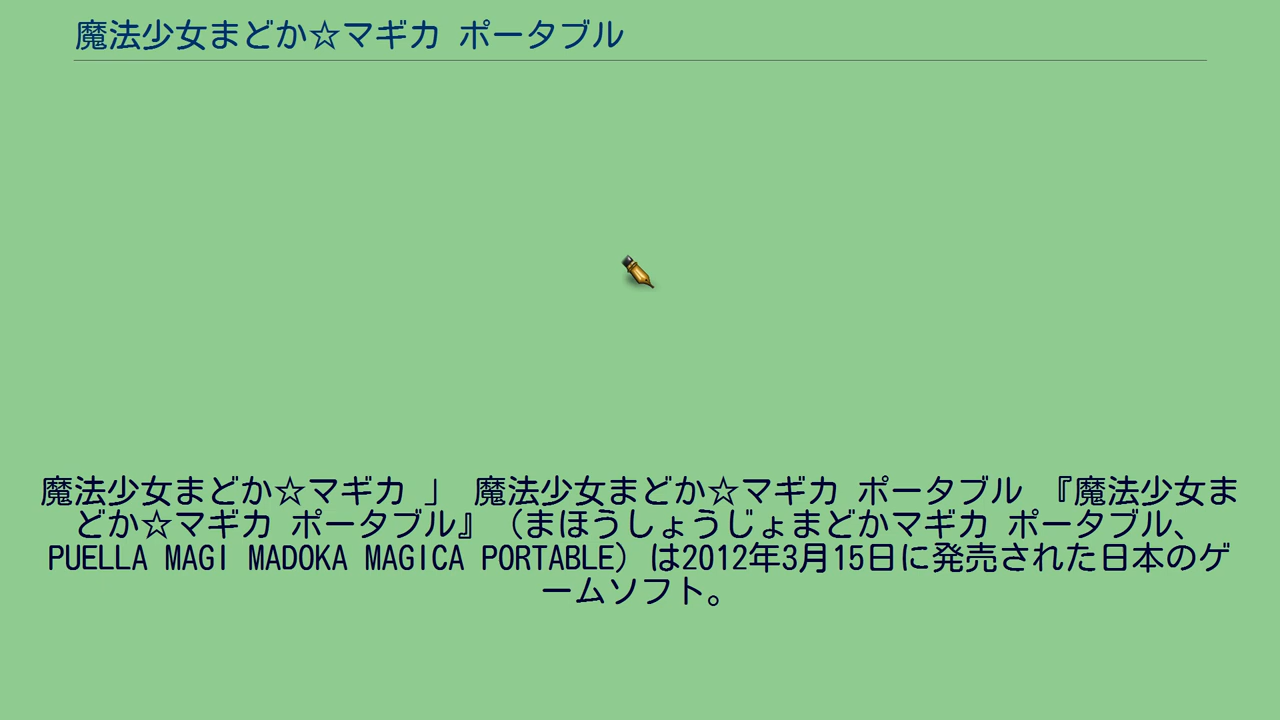 魔法少女まどか☆マギカ ポータブル
魔法少女まどか☆マギカ 」 魔法少女まどか☆マギカ ポータブル 『魔法少女ま
どか☆マギカ ポータブル』（まほうしょうじょまどかマギカ ポータブル、
PUELLA MAGI MADOKA MAGICA PORTABLE）は2012年3月15日に発売された日本のゲ
ームソフト。